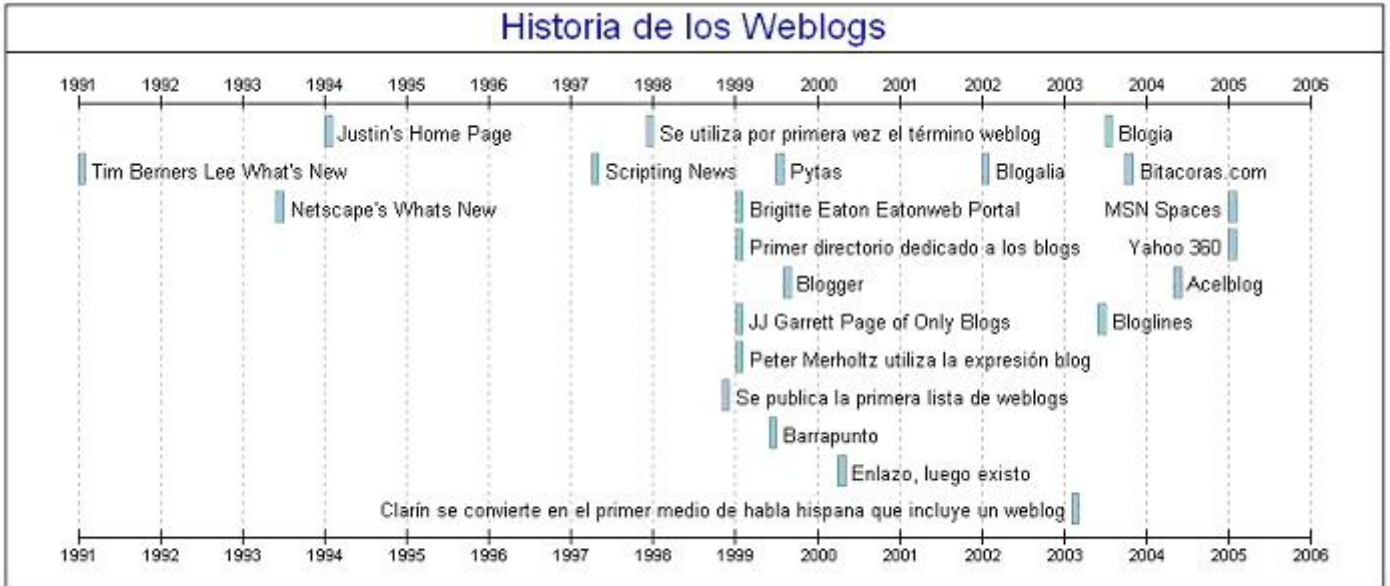 Historia de los Weblogs
1991 1992 1993 1994 1995 1996 1997 1998 1999 2000 2001 2002 2003 2004 2005 2006
Justin's Home Page Se utiliza por primera vez el término weblog Blogia
Tim Berners Lee What's New Scripting News Pytas Blogalia Bitacoras.com
Netscape's Whats New Brigitte Eaton Eatonweb Portal MSN Spaces
Primer directorio dedicado a los blogs Yahoo 360
Blogger Acelblog
JJ Garrett Page of Only Blogs Bloglines
Peter Merholtz utiliza la expresión blog
Se publica la primera lista de weblogs
Barrapunto
Enlazo, luego existo
Clarín se convierte en el primer medio de habla hispana que incluye un weblog
1991 1992 1993 1994 1995 1996 1997 1998 1999 2000 2001 2002 2003 2004 2005 2006